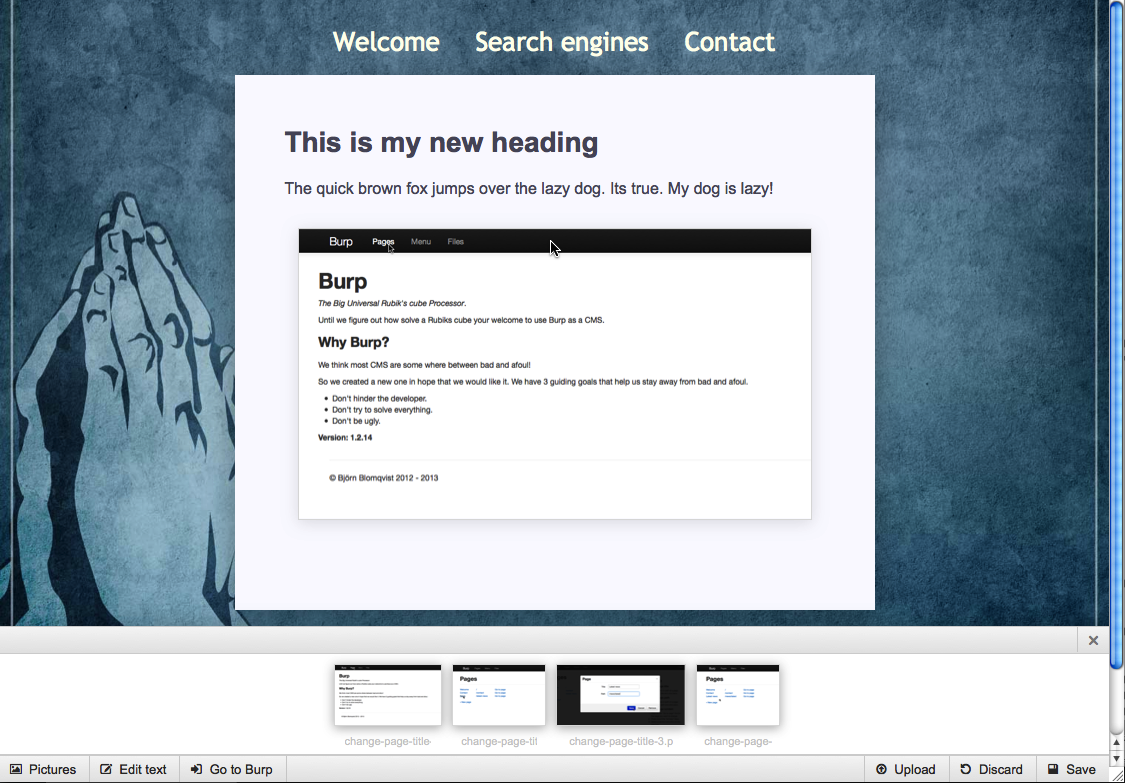 Welcome Search engines Contact
This is my new heading
The quick brown fox jumps over the lazy dog. Its true. My dog is lazy!
Burp Pages Menu Files
Burp
The Big Universal Rubik's cube Processor.
Until we figure out how solve a Rubiks cube your welcome to use Burp as a CMS.
Why Burp?
We think most CMS are some where between bad and afoul!
So we created a new one in hope that we would like it. We have 3 guiding goals that help us stay away from bad and afoul.
• Don't hinder the developer.
• Don't try to solve everything.
• Don't be ugly.
Version: 1.2.14
© Björn Blomqvist 2012 - 2013
Burp
Why Burp?
Pages
Page
Pages
change-page-title- change-page-tit change-page-title-3.p change-page-
Pictures Edit text Go to Burp Upload Discard Save